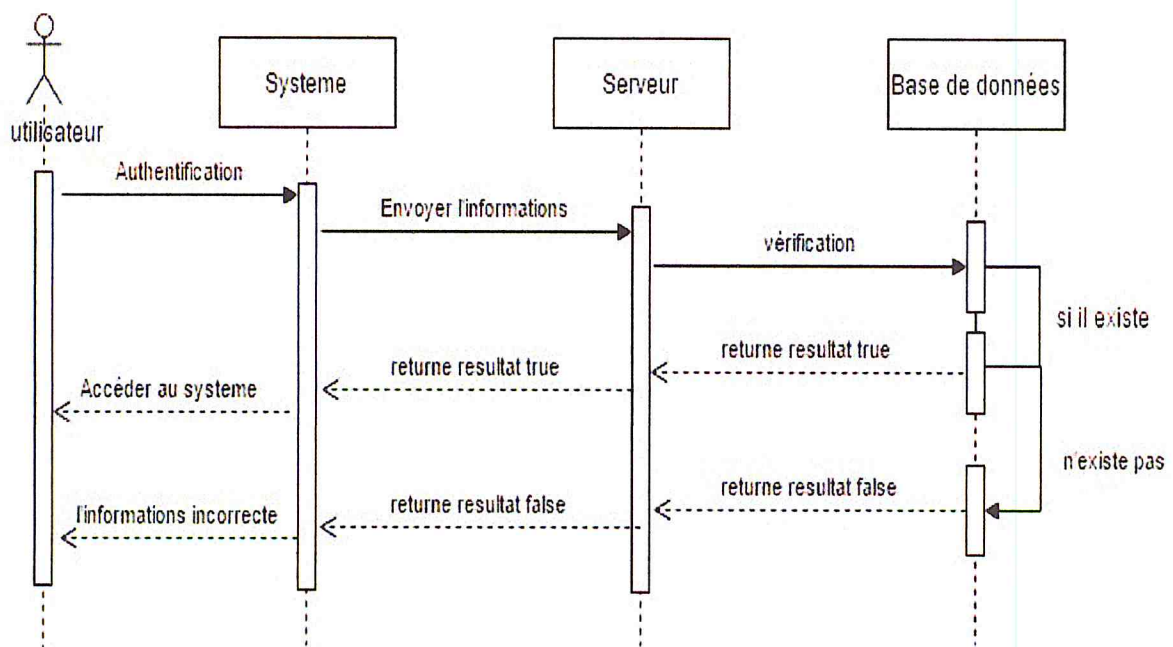 utilisateur
Systeme
Serveur
Base de données
Authentification
Envoyer l'informations
vérification
si il existe
returne resultat true
returne resultat true
Accéder au systeme
n'existe pas
returne resultat false
returne resultat false
l'informations incorrecte